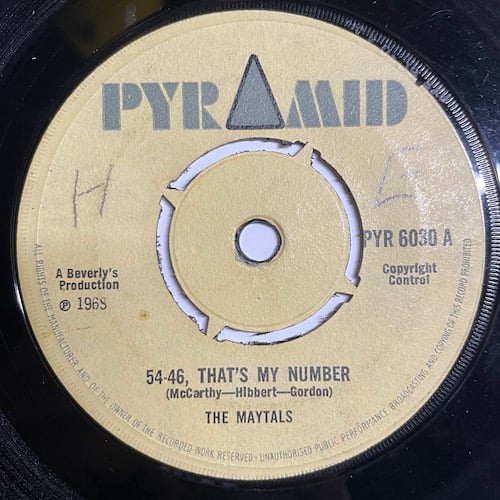 PYRAMID
H
E
PYR 6030 A
A Beverly's
Production
℗ 1968
Copyright
Control
54-46, THAT'S MY NUMBER
(McCarthy—Hibbert—Gordon)
THE MAYTALS
ALL RIGHTS OF THE MANUFACTURER AND OF THE OWNER OF THE RECORDED WORK RESERVED · UNAUTHORISED PUBLIC PERFORMANCE, BROADCASTING AND COPYING OF THIS RECORD PROHIBITED